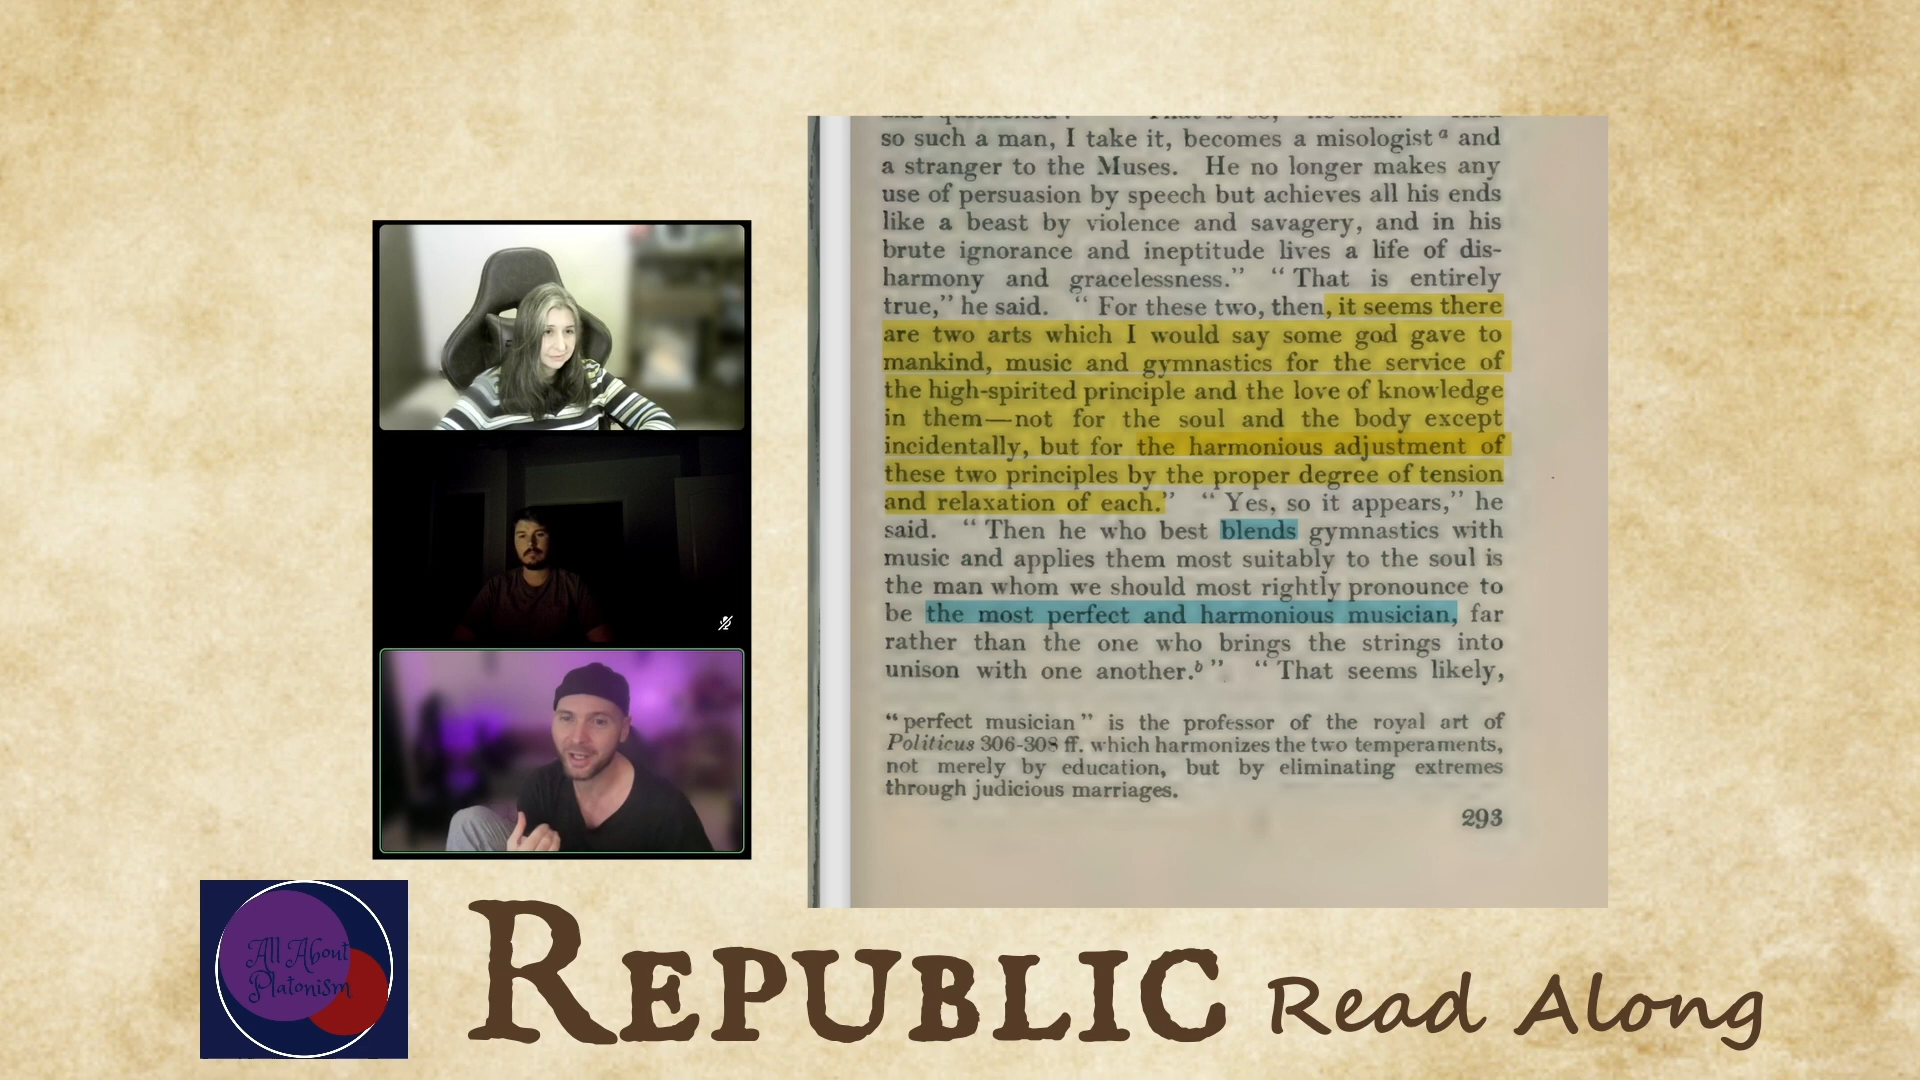 so such a man, I take it, becomes a misologist ᵃ and
a stranger to the Muses. He no longer makes any
use of persuasion by speech but achieves all his ends
like a beast by violence and savagery, and in his
brute ignorance and ineptitude lives a life of dis-
harmony and gracelessness.” “ That is entirely
true,” he said. “ For these two, then, it seems there
are two arts which I would say some god gave to
mankind, music and gymnastics for the service of
the high-spirited principle and the love of knowledge
in them—not for the soul and the body except
incidentally, but for the harmonious adjustment of
these two principles by the proper degree of tension
and relaxation of each.” “ Yes, so it appears,” he
said. “ Then he who best blends gymnastics with
music and applies them most suitably to the soul is
the man whom we should most rightly pronounce to
be the most perfect and harmonious musician, far
rather than the one who brings the strings into
unison with one another.ᵇ ” “ That seems likely,
“ perfect musician ” is the professor of the royal art of
Politicus 306-308 ff. which harmonizes the two temperaments,
not merely by education, but by eliminating extremes
through judicious marriages.
293
All About
Platonism
REPUBLIC Read Along